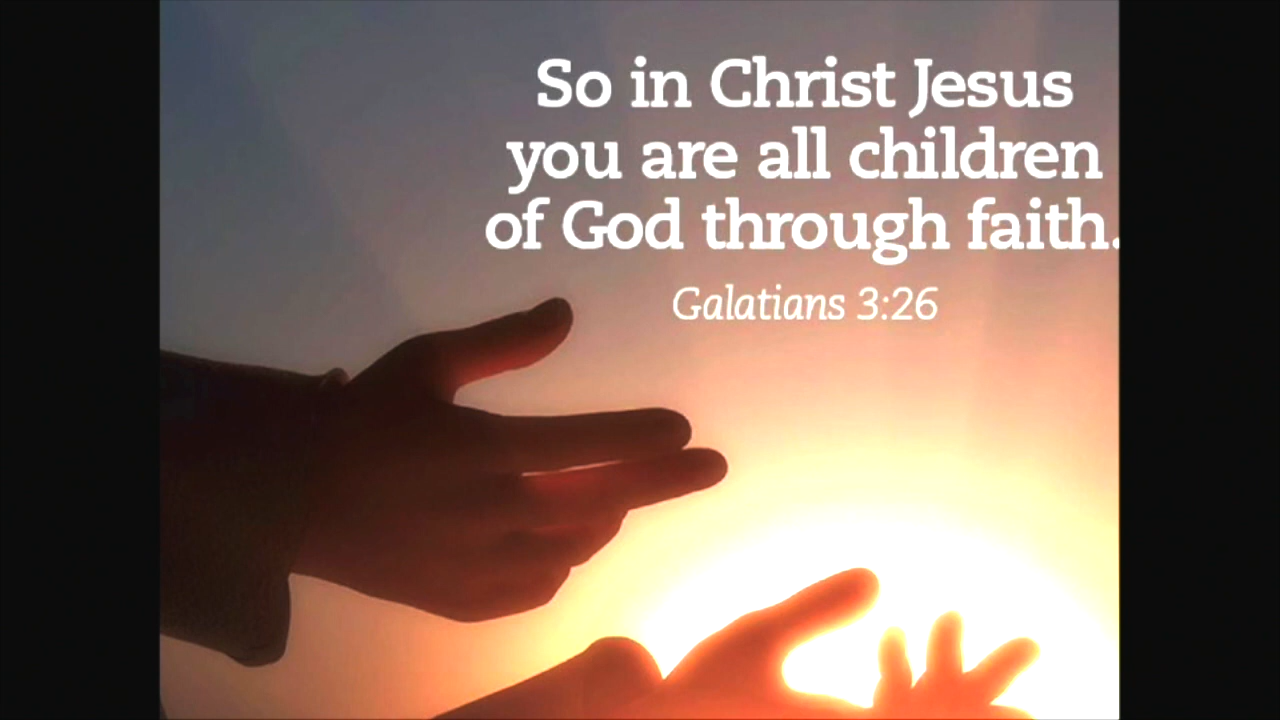 So in Christ Jesus
you are all children
of God through faith.
Galatians 3:26